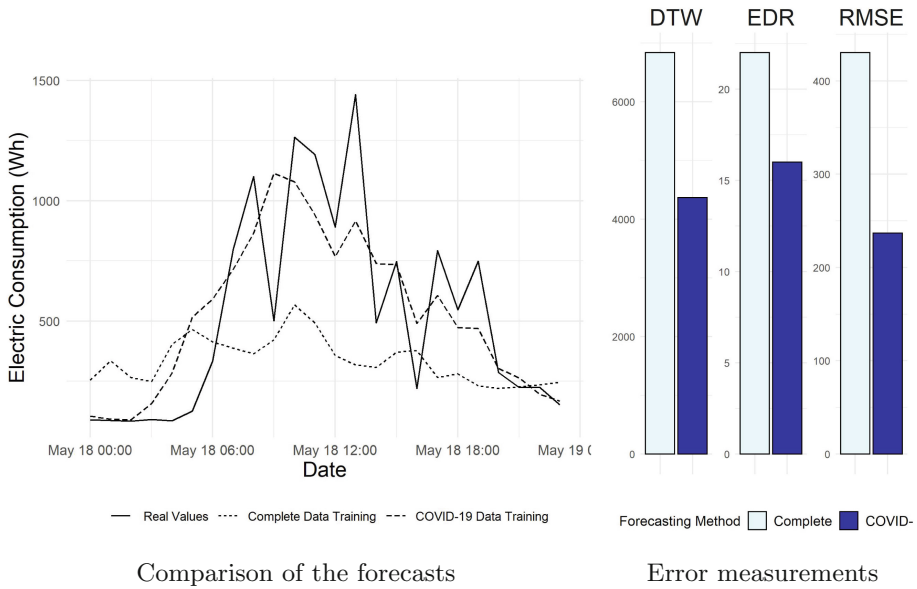 DTW EDR RMSE
1500
1000
500
Electric Consumption (Wh)
May 18 00:00 May 18 06:00 May 18 12:00 May 18 18:00 May 19 0
Date
Real Values Complete Data Training COVID-19 Data Training
6000
4000
2000
0
20
15
10
5
0
400
300
200
100
0
Forecasting Method Complete COVID-
Comparison of the forecasts
Error measurements